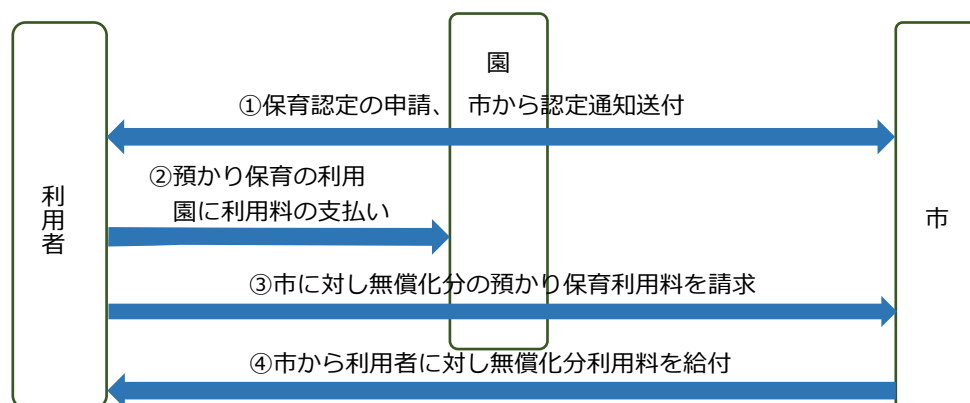 園
①保育認定の申請、 市から認定通知送付
②預かり保育の利用
園に利用料の支払い
利用者
市
③市に対し無償化分の預かり保育利用料を請求
④市から利用者に対し無償化分利用料を給付